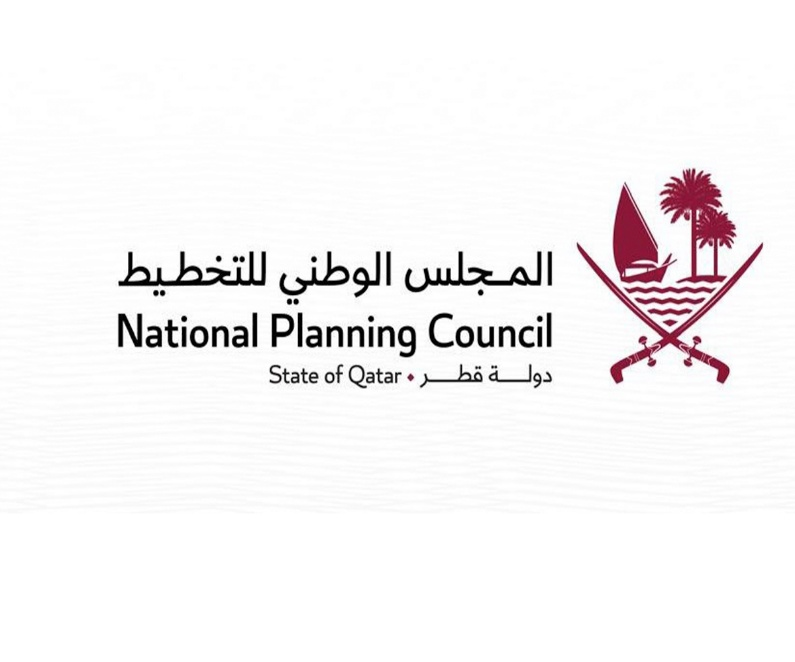 المجلس الوطني للتخطيط
National Planning Council
State of Qatar • دولة قطر